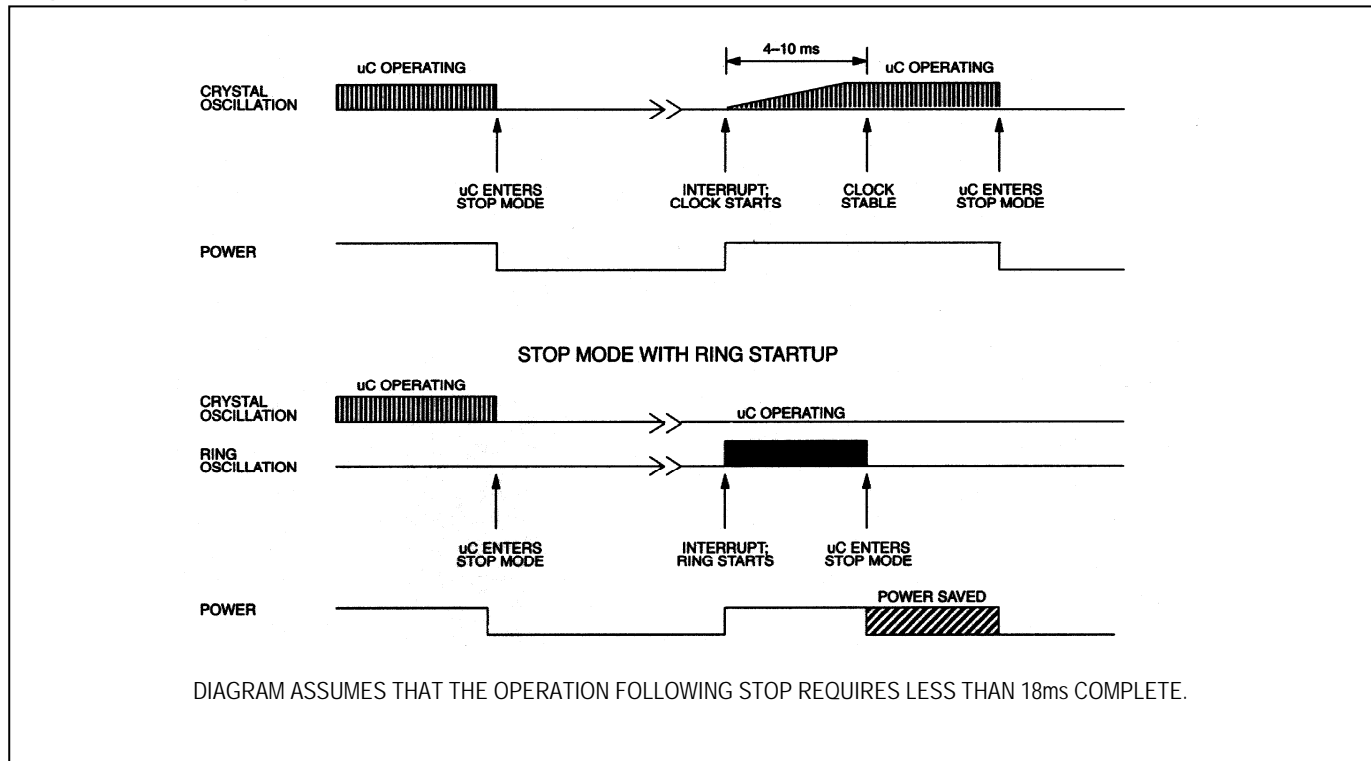 4–10 ms
uC OPERATING
uC OPERATING
CRYSTAL
OSCILLATION
uC ENTERS
STOP MODE
INTERRUPT;
CLOCK STARTS
CLOCK
STABLE
uC ENTERS
STOP MODE
POWER
STOP MODE WITH RING STARTUP
uC OPERATING
CRYSTAL
OSCILLATION
uC OPERATING
RING
OSCILLATION
uC ENTERS
STOP MODE
INTERRUPT;
RING STARTS
uC ENTERS
STOP MODE
POWER
POWER SAVED
DIAGRAM ASSUMES THAT THE OPERATION FOLLOWING STOP REQUIRES LESS THAN 18ms COMPLETE.